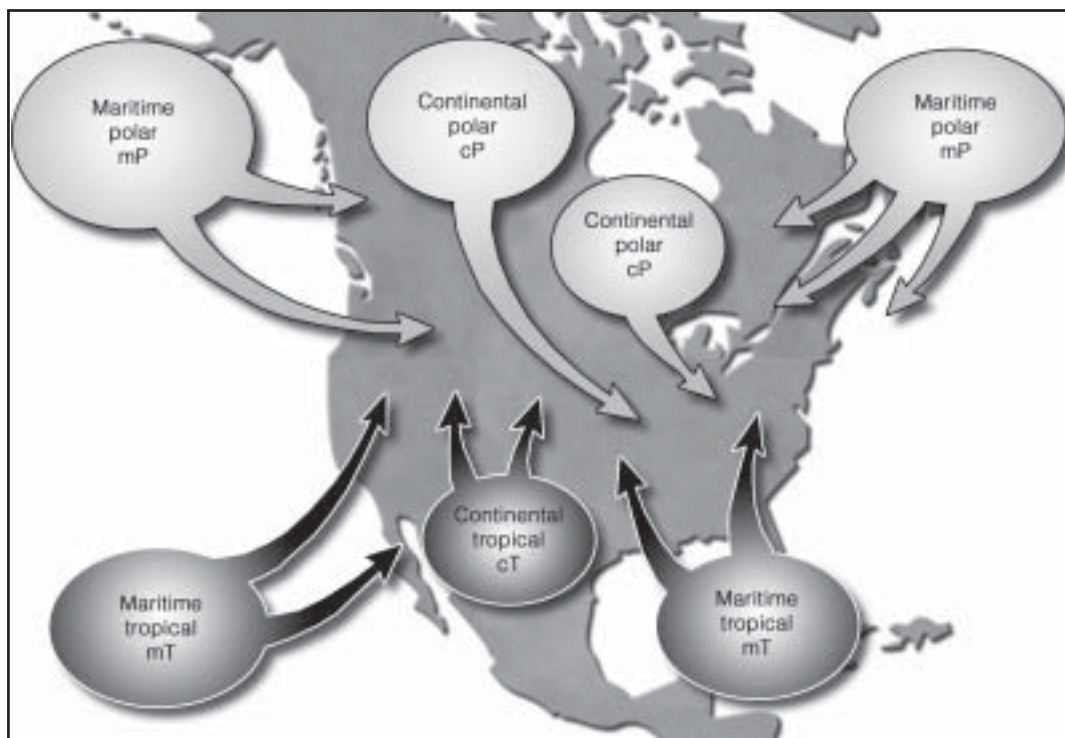 Maritime
polar
mP
Continental
polar
cP
Maritime
polar
mP
Continental
polar
cP
Continental
tropical
cT
Maritime
tropical
mT
Maritime
tropical
mT